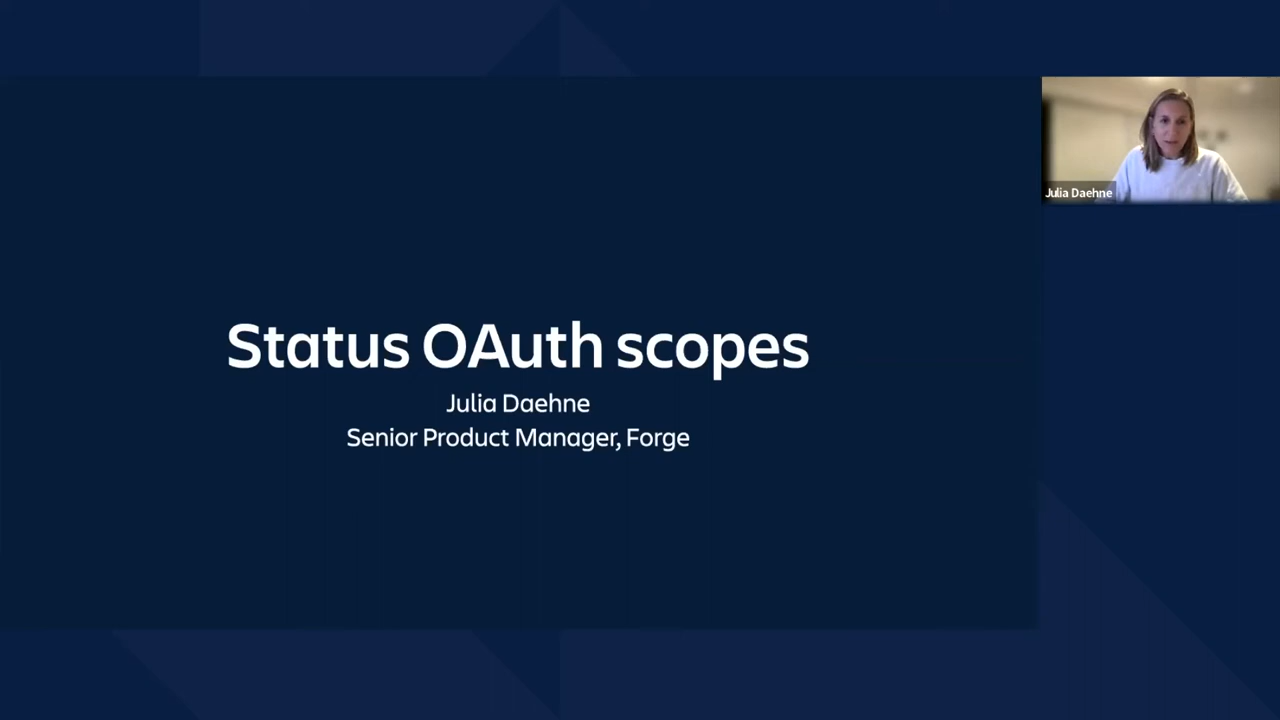 Status OAuth scopes
Julia Daehne
Senior Product Manager, Forge
Julia Daehne